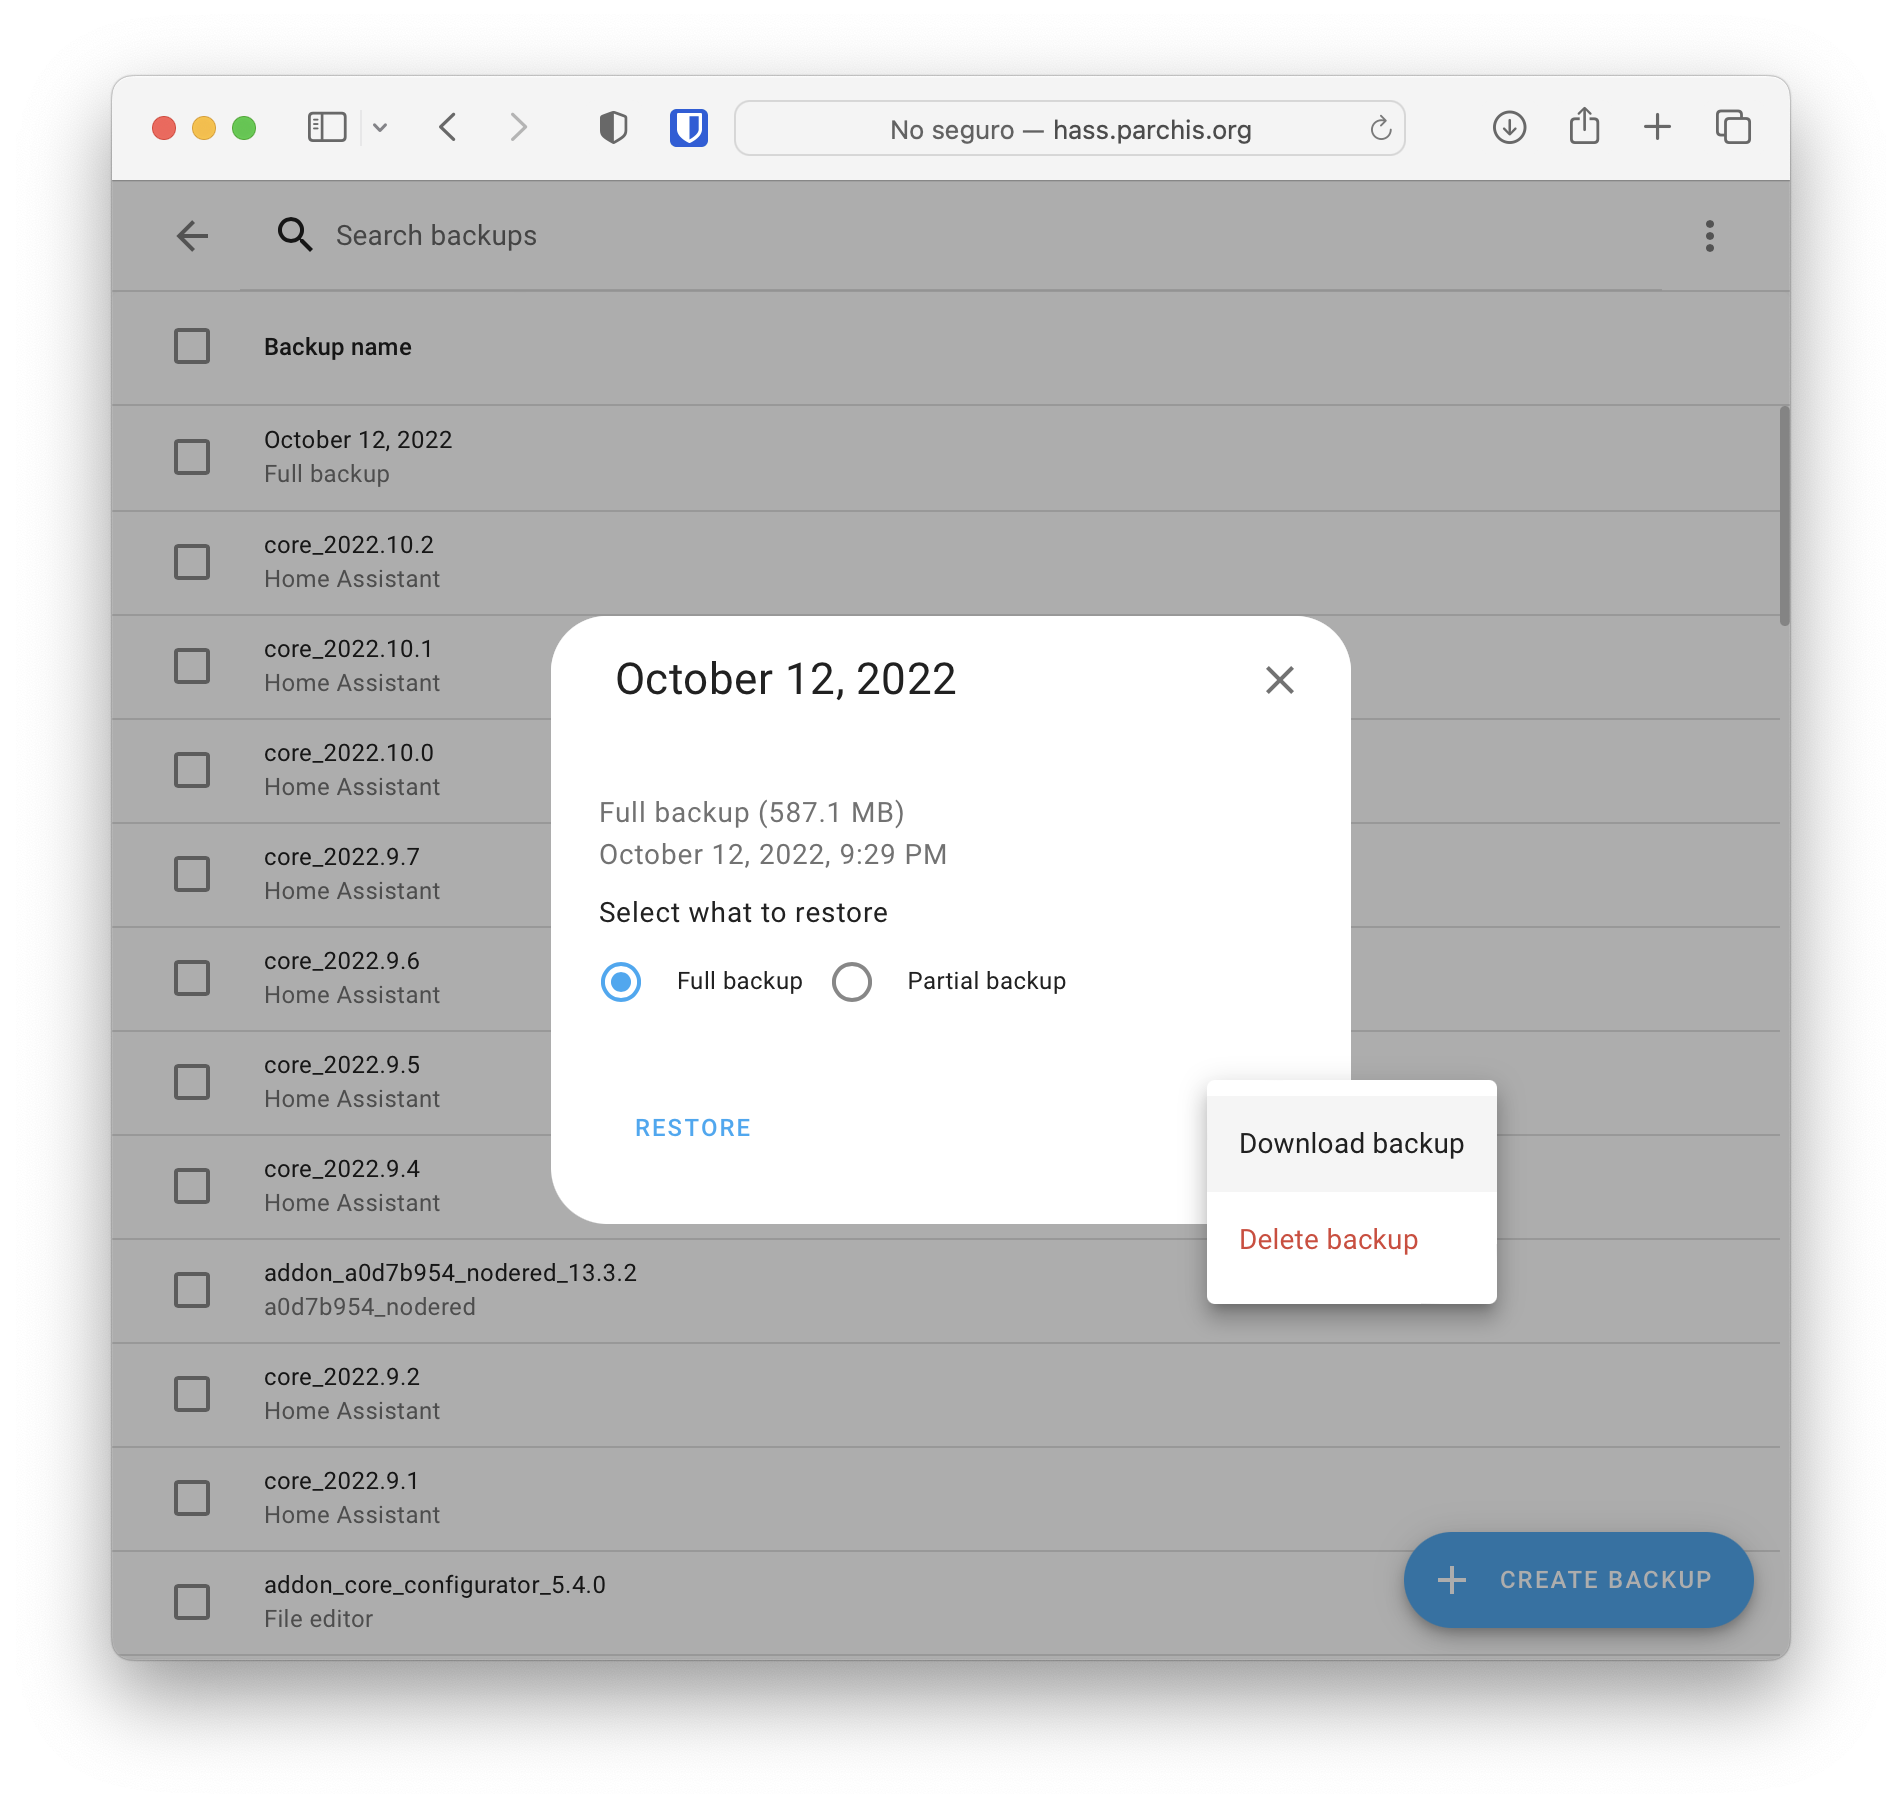 No seguro — hass.parchis.org
Search backups
Backup name
October 12, 2022
Full backup
core_2022.10.2
Home Assistant
core_2022.10.1
Home Assistant
core_2022.10.0
Home Assistant
core_2022.9.7
Home Assistant
core_2022.9.6
Home Assistant
core_2022.9.5
Home Assistant
core_2022.9.4
Home Assistant
addon_a0d7b954_nodered_13.3.2
a0d7b954_nodered
core_2022.9.2
Home Assistant
core_2022.9.1
Home Assistant
addon_core_configurator_5.4.0
File editor
October 12, 2022
Full backup (587.1 MB)
October 12, 2022, 9:29 PM
Select what to restore
Full backup
Partial backup
RESTORE
Download backup
Delete backup
CREATE BACKUP